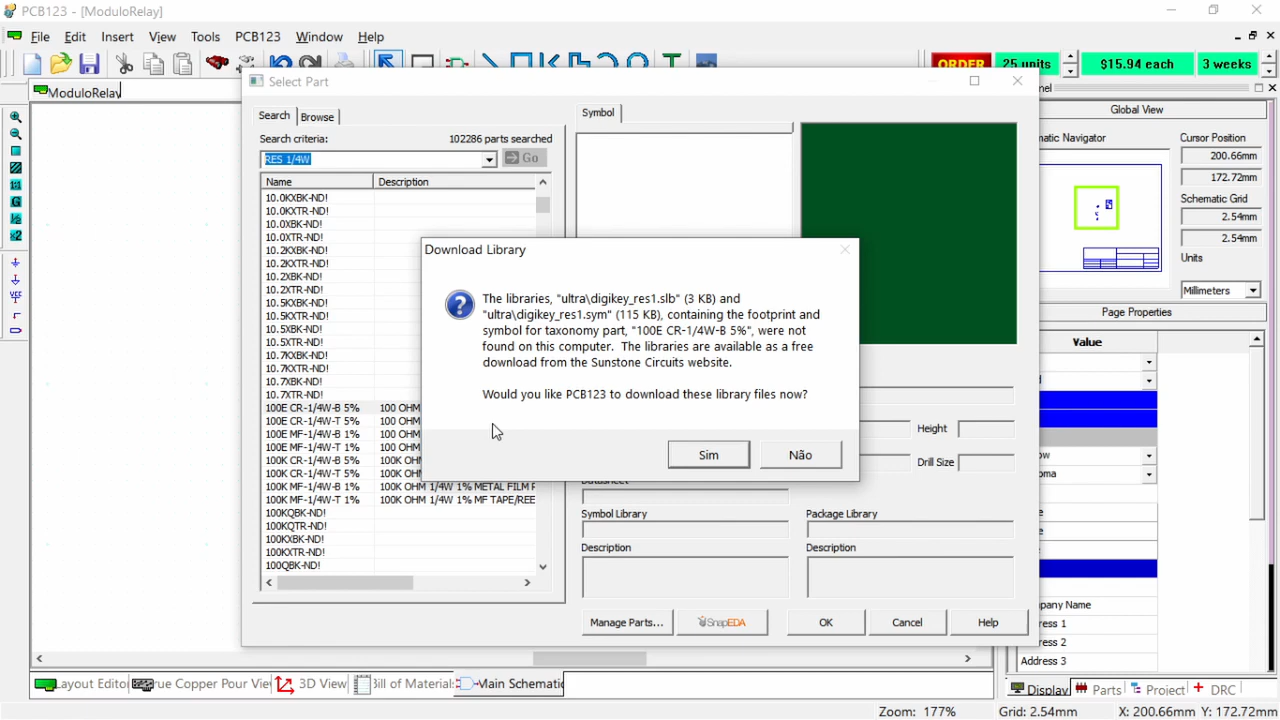 PCB123 - [ModuloRelay]
File Edit Insert View Tools PCB123 Window Help
ORDER 25 units $15.94 each 3 weeks
ModuloRelay
Select Part
Search Browse
Search criteria: 102286 parts searched
RES 1/4W Go
Name Description
10.0KXBK-ND!
10.0KXTR-ND!
10.0XBK-ND!
10.0XTR-ND!
10.2KXBK-ND!
10.2KXTR-ND!
10.2XBK-ND!
10.2XTR-ND!
10.5KXBK-ND!
10.5KXTR-ND!
10.5XBK-ND!
10.5XTR-ND!
10.7KXBK-ND!
10.7KXTR-ND!
10.7XBK-ND!
10.7XTR-ND!
100E CR-1/4W-B 5% 100 OHM
100E CR-1/4W-T 5% 100 OHM
100E MF-1/4W-B 1% 100 OHM
100E MF-1/4W-T 1% 100 OHM
100K CR-1/4W-B 5% 100K OHM
100K CR-1/4W-T 5% 100K OHM
100K MF-1/4W-B 1% 100K OHM 1/4W 1% METAL FILM R
100K MF-1/4W-T 1% 100K OHM 1/4W 1% MF TAPE/REE
100KQBK-ND!
100KQTR-ND!
100KXBK-ND!
100KXTR-ND!
100QBK-ND!
Symbol
Download Library
The libraries, "ultra\digikey_res1.slb" (3 KB) and
"ultra\digikey_res1.sym" (115 KB), containing the footprint and
symbol for taxonomy part, "100E CR-1/4W-B 5%", were not
found on this computer. The libraries are available as a free
download from the Sunstone Circuits website.
Would you like PCB123 to download these library files now?
Sim Não
Height
Drill Size
Datasheet
Symbol Library Package Library
Description Description
Manage Parts... SnapEDA OK Cancel Help
nel
Global View
matic Navigator Cursor Position
200.66mm
172.72mm
Schematic Grid
2.54mm
2.54mm
Units
Millimeters
Page Properties
Value
d
ow
oma
e
e
e
pany Name
ress 1
ress 2
Address 3
Layout Editor True Copper Pour Vie 3D View Bill of Materials Main Schematic
Display Parts Project DRC
Zoom: 177% Grid: 2.54mm X: 200.66mm Y: 172.72mm